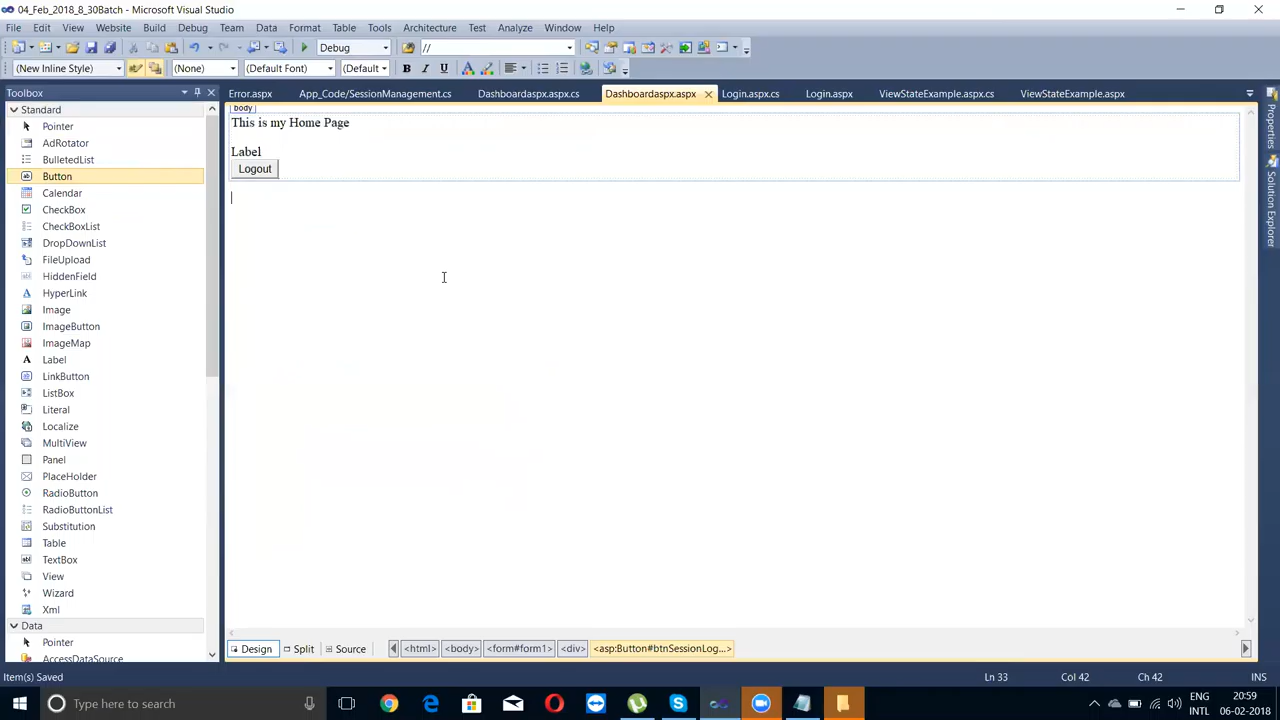 04_Feb_2018_8_30Batch - Microsoft Visual Studio
File Edit View Website Build Debug Team Data Format Table Tools Architecture Test Analyze Window Help
Debug //
(New Inline Style) (None) (Default Font) (Default B I U
Toolbox
Error.aspx App_Code/SessionManagement.cs Dashboardaspx.aspx.cs Dashboardaspx.aspx Login.aspx.cs Login.aspx ViewStateExample.aspx.cs ViewStateExample.aspx
Standard
Pointer
AdRotator
BulletedList
Button
Calendar
CheckBox
CheckBoxList
DropDownList
FileUpload
HiddenField
HyperLink
Image
ImageButton
ImageMap
Label
LinkButton
ListBox
Literal
Localize
MultiView
Panel
PlaceHolder
RadioButton
RadioButtonList
Substitution
Table
TextBox
View
Wizard
Xml
Data
Pointer
AccessDataSource
body
This is my Home Page
Label
Logout
Properties
Solution Explorer
Design Split Source <html> <body> <form#form1> <div> <asp:Button#btnSessionLog...>
Item(s) Saved Ln 33 Col 42 Ch 42 INS
Type here to search
ENG
INTL
20:59
06-02-2018